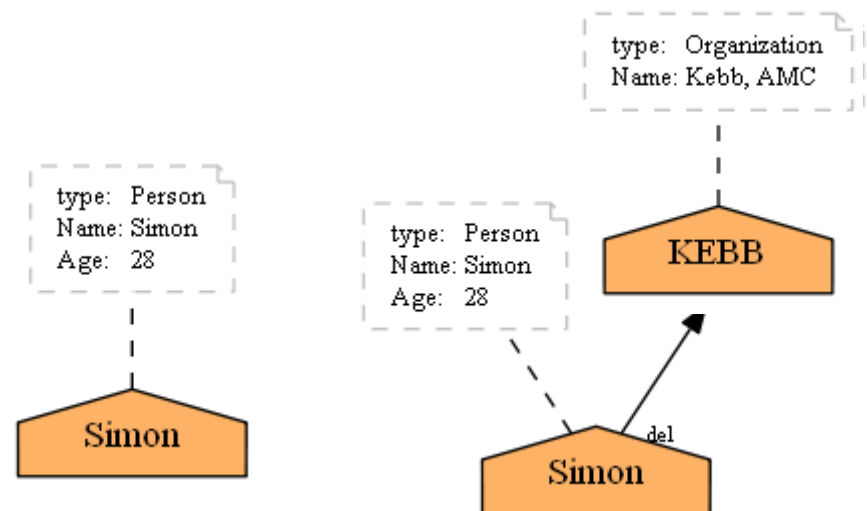 type: Person
Name: Simon
Age: 28
Simon
type: Organization
Name: Kebb, AMC
KEBB
type: Person
Name: Simon
Age: 28
del
Simon